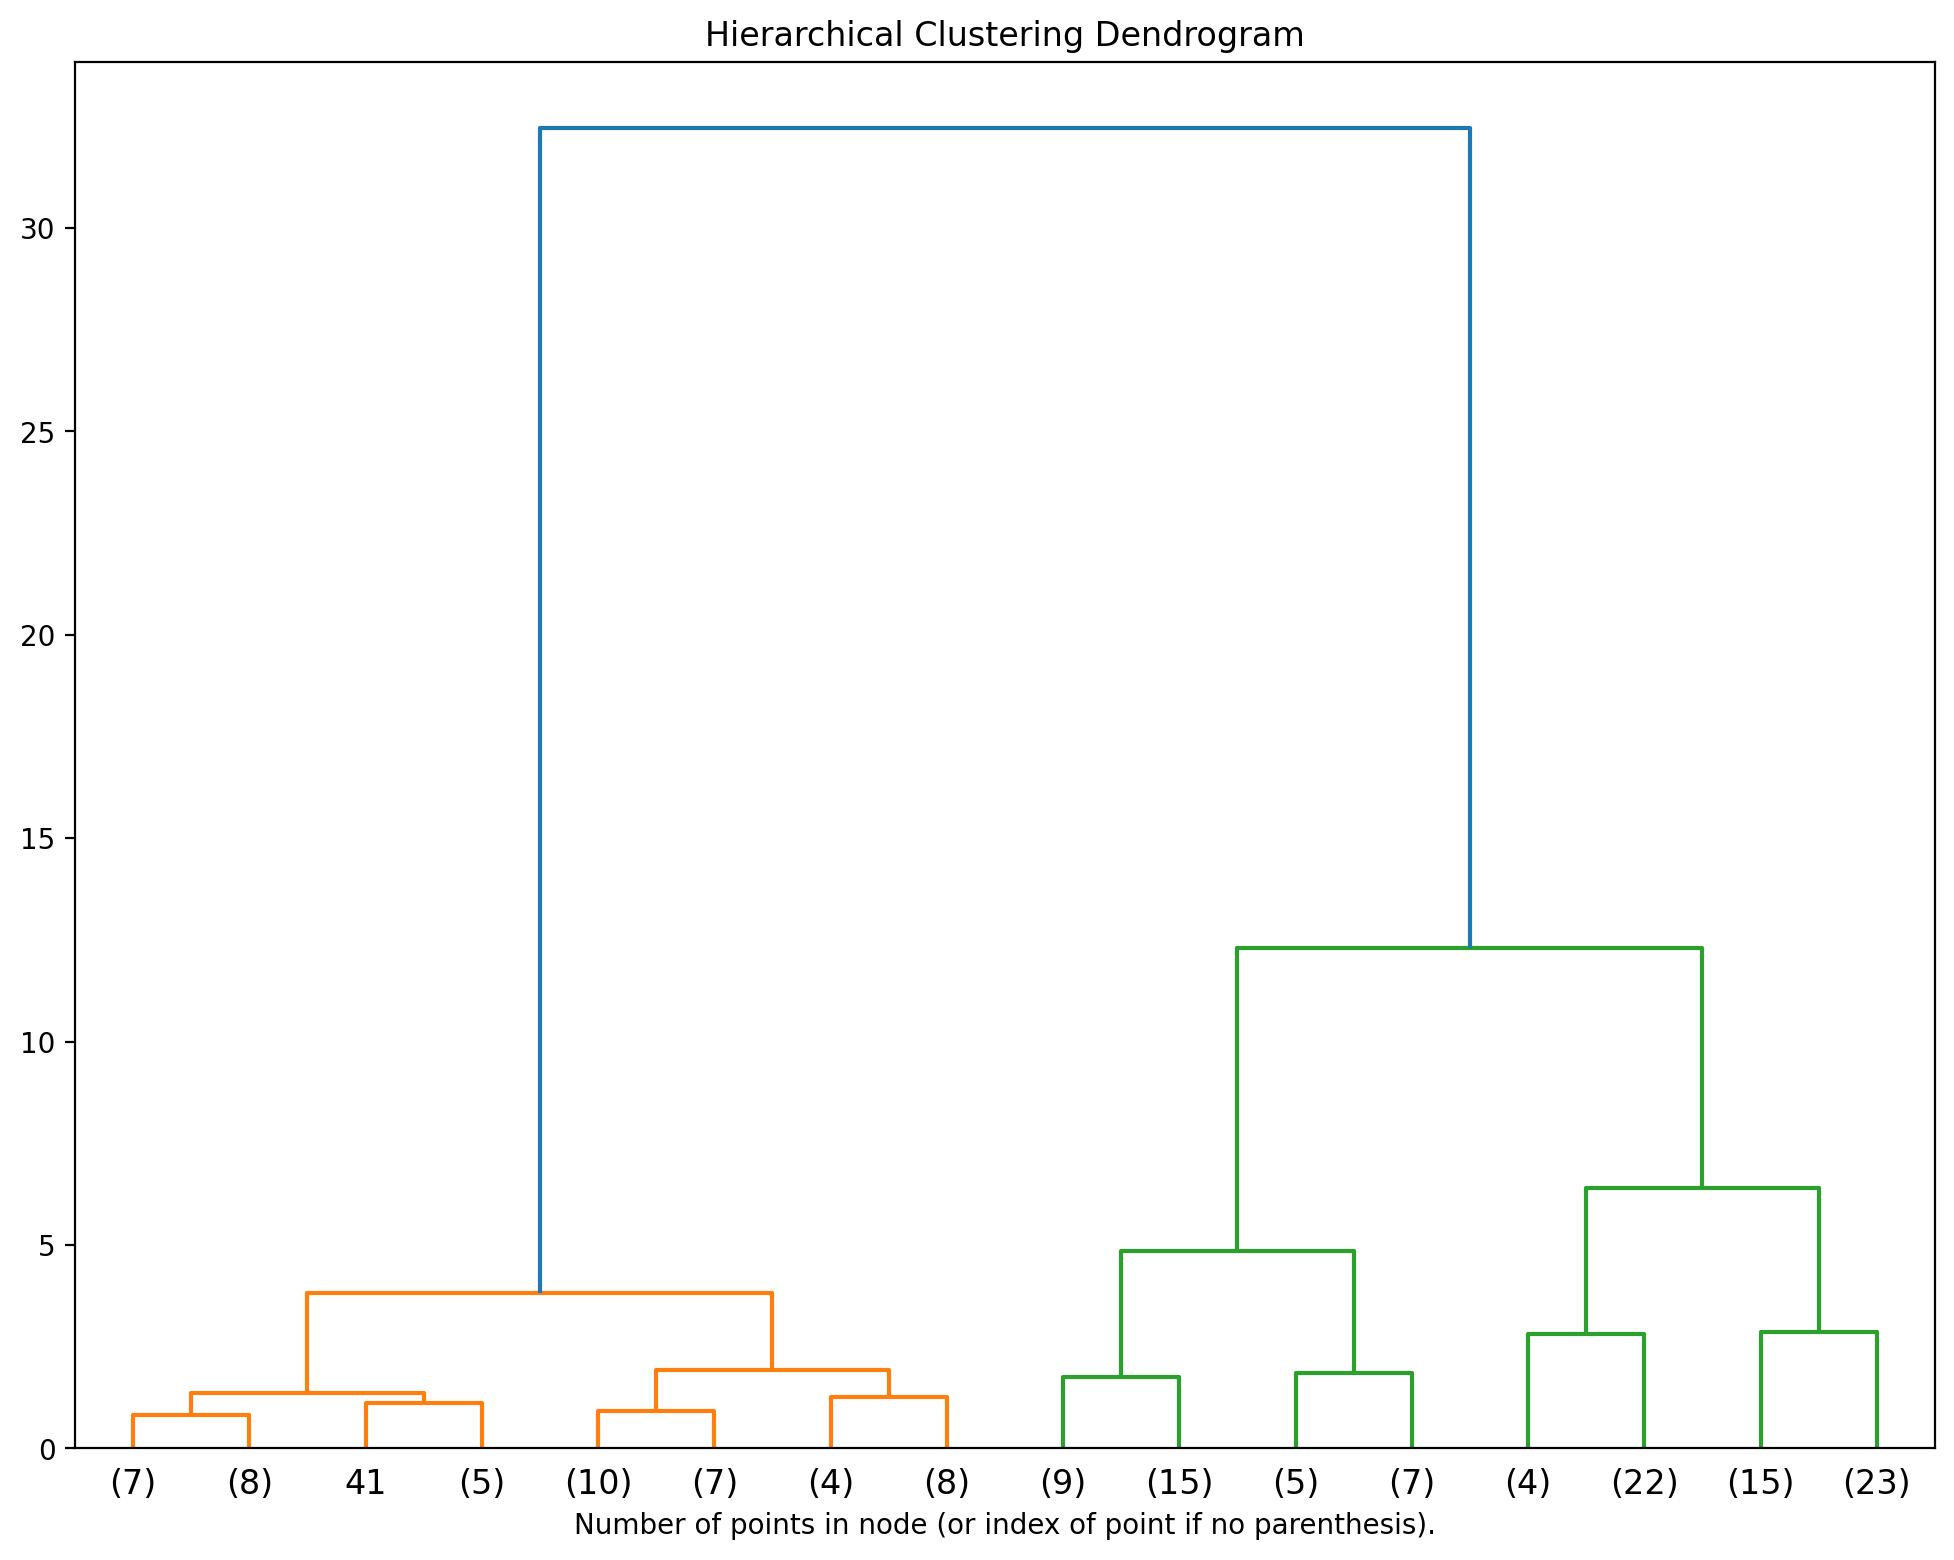 Hierarchical Clustering Dendrogram
30
25
20
15
10
5
0
(7) (8) 41 (5) (10) (7) (4) (8) (9) (15) (5) (7) (4) (22) (15) (23)
Number of points in node (or index of point if no parenthesis).